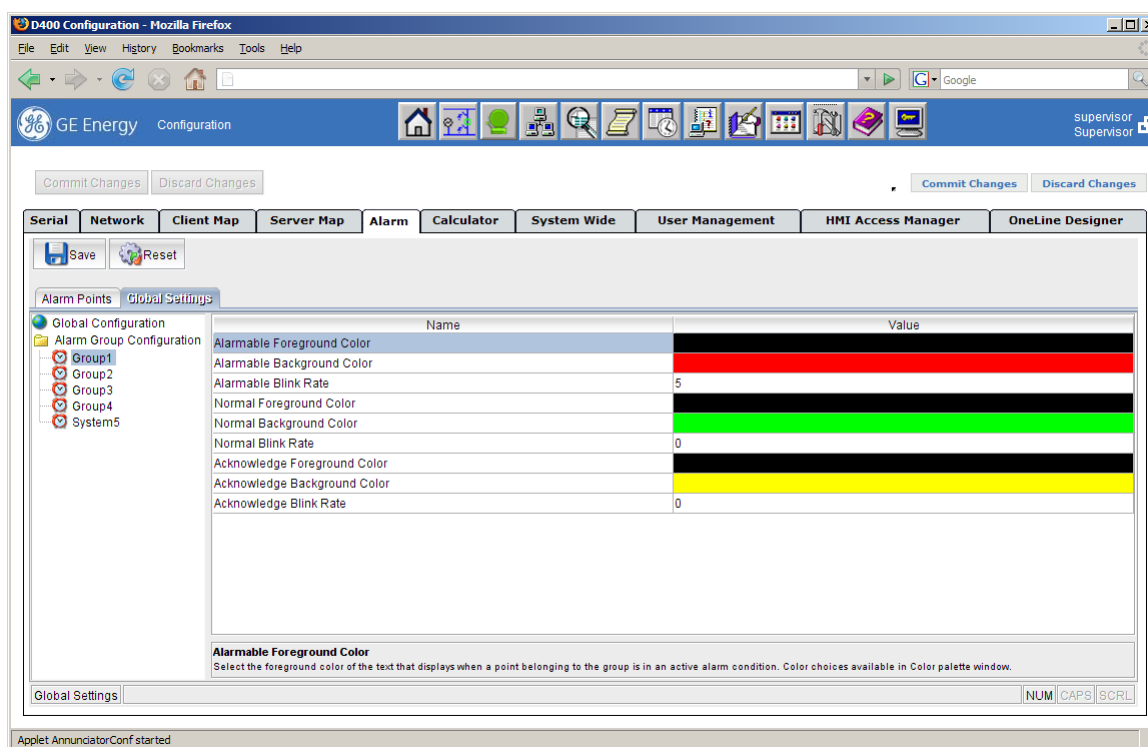 D400 Configuration - Mozilla Firefox
File Edit View History Bookmarks Tools Help
G Google
GE Energy Configuration
supervisor
Supervisor
Commit Changes Discard Changes
Commit Changes Discard Changes
Serial Network Client Map Server Map Alarm Calculator System Wide User Management HMI Access Manager OneLine Designer
Save Reset
Alarm Points Global Settings
Global Configuration
Alarm Group Configuration
Group1
Group2
Group3
Group4
System5
Name Value
Alarmable Foreground Color
Alarmable Background Color
Alarmable Blink Rate 5
Normal Foreground Color
Normal Background Color
Normal Blink Rate 0
Acknowledge Foreground Color
Acknowledge Background Color
Acknowledge Blink Rate 0
Alarmable Foreground Color
Select the foreground color of the text that displays when a point belonging to the group is in an active alarm condition. Color choices available in Color palette window.
Global Settings NUM CAPS SCRL
Applet AnnunciatorConf started